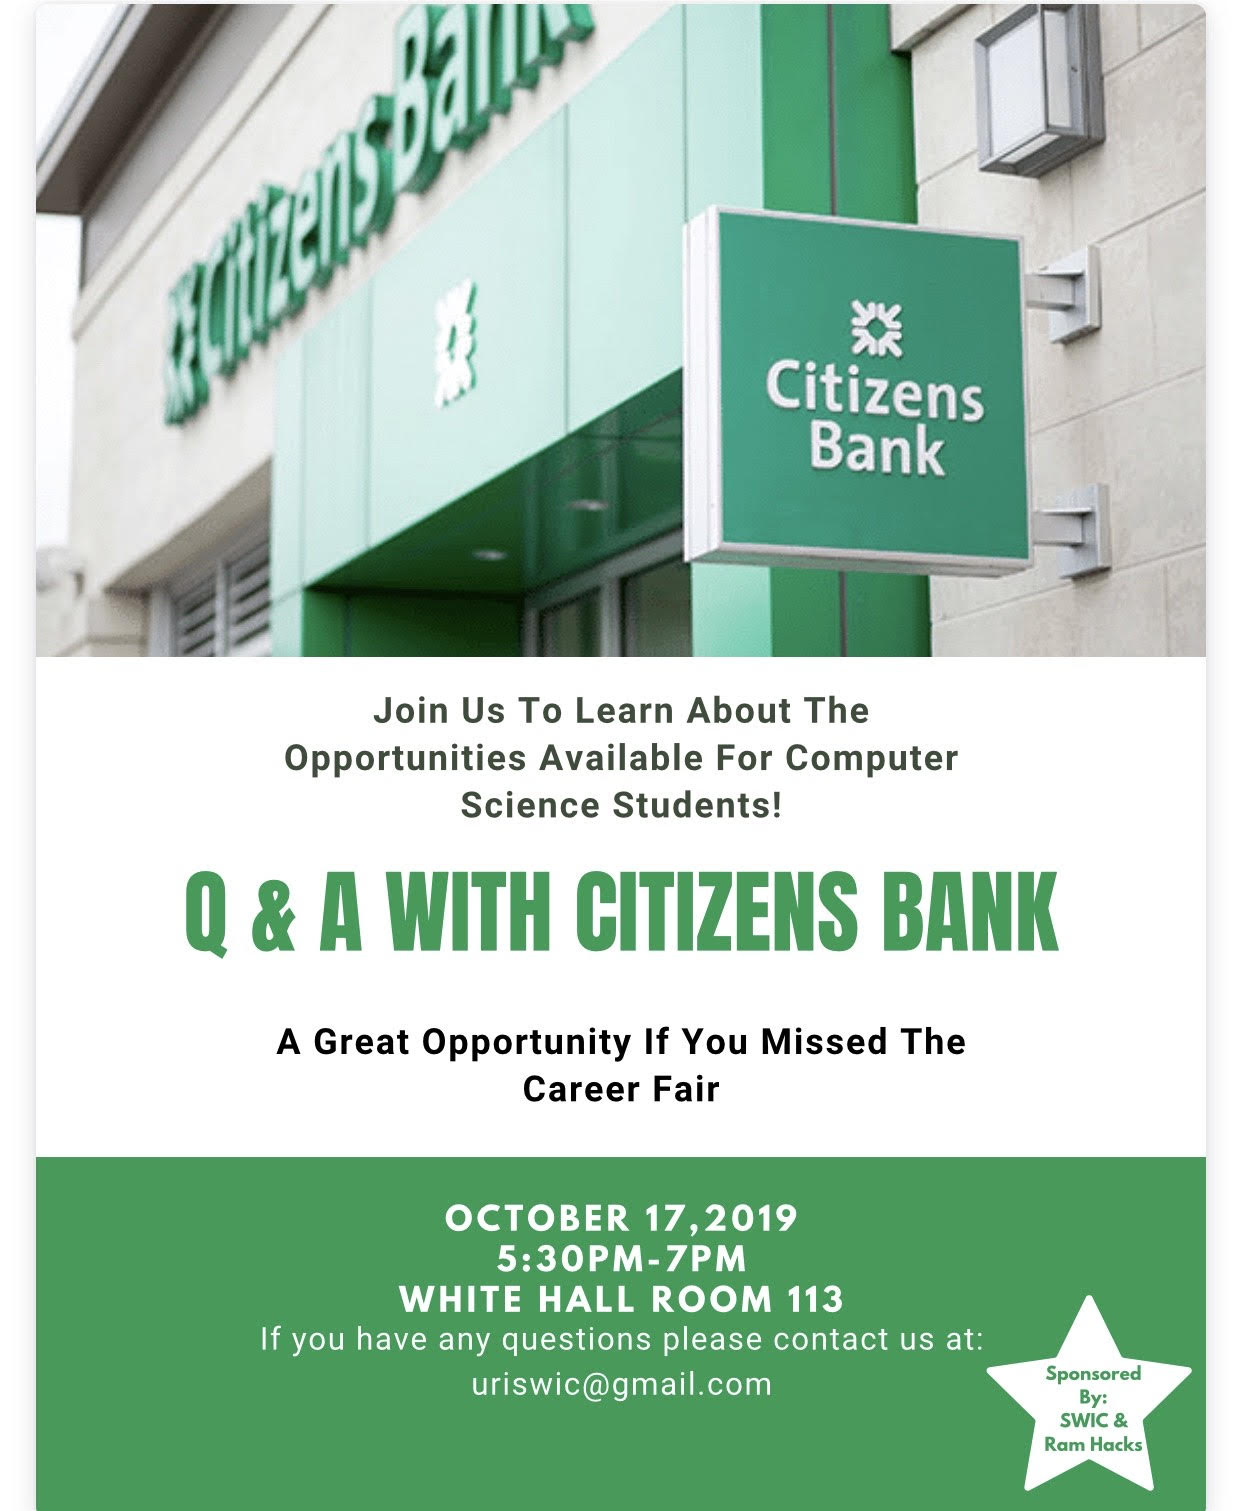 Citizens Bank
Citizens
Bank
Join Us To Learn About The
Opportunities Available For Computer
Science Students!
Q & A WITH CITIZENS BANK
A Great Opportunity If You Missed The
Career Fair
OCTOBER 17,2019
5:30PM-7PM
WHITE HALL ROOM 113
If you have any questions please contact us at:
uriswic@gmail.com
Sponsored
By:
SWIC &
Ram Hacks